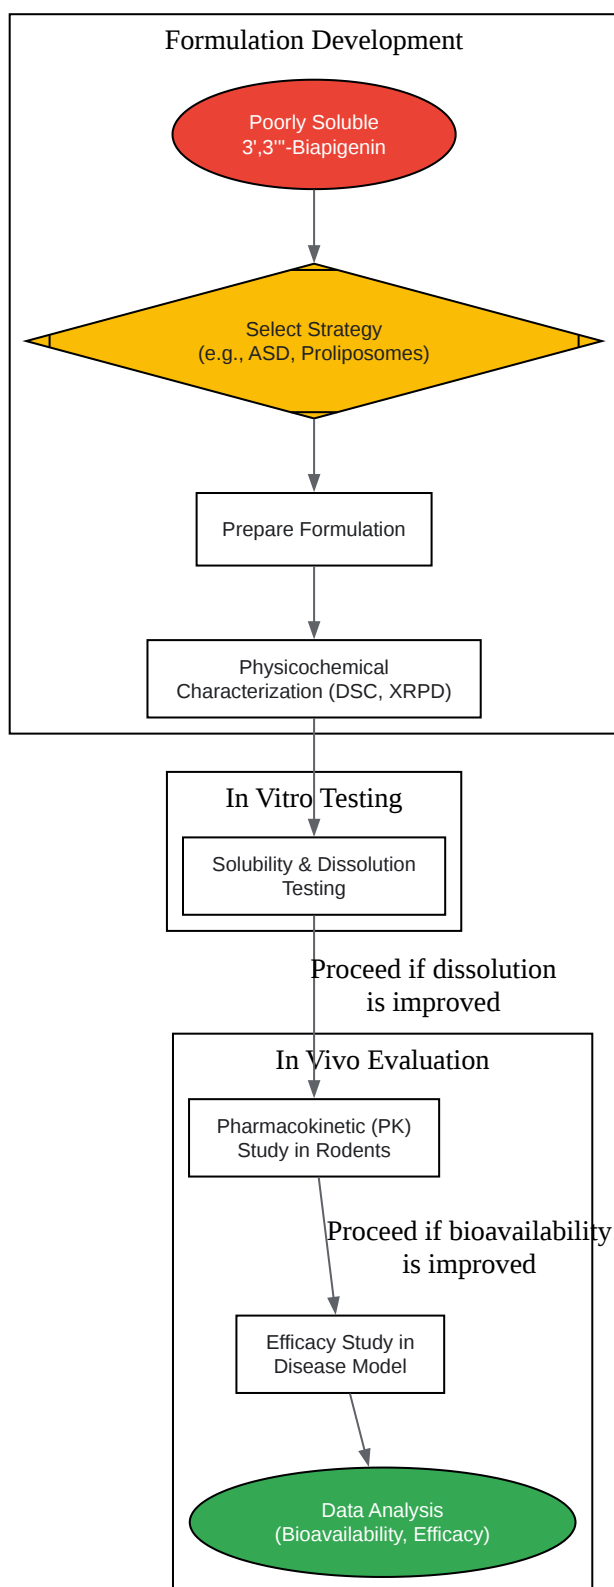 Formulation Development
Poorly Soluble
3',3'''-Biapigenin
Select Strategy
(e.g., ASD, Proliposomes)
Prepare Formulation
Physicochemical
Characterization (DSC, XRPD)
In Vitro Testing
Solubility & Dissolution
Testing
Proceed if dissolution
is improved
In Vivo Evaluation
Pharmacokinetic (PK)
Study in Rodents
Proceed if bioavailability
is improved
Efficacy Study in
Disease Model
Data Analysis
(Bioavailability, Efficacy)